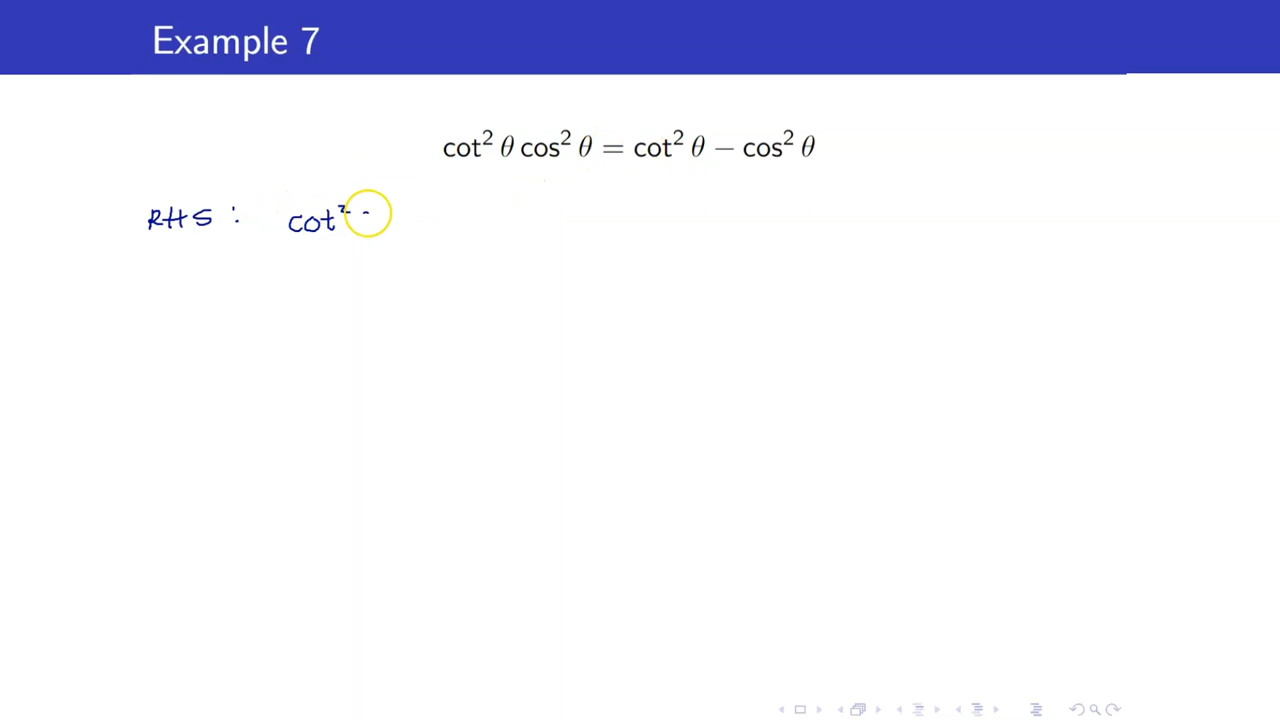 Example 7
cot² θ cos² θ = cot² θ − cos² θ
RHS : cot²